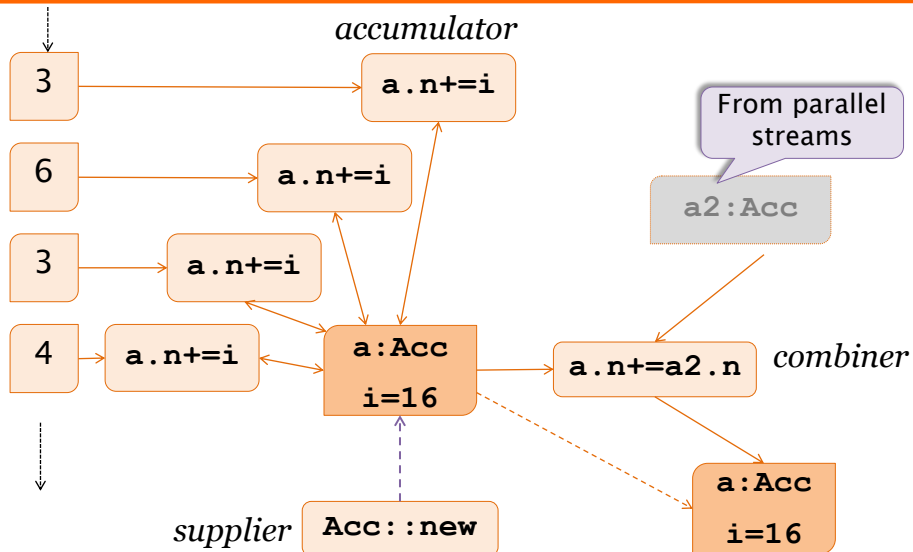 accumulator
3
a.n+=i
From parallel
streams
6
a.n+=i
a2:Acc
3
a.n+=i
4
a.n+=i
a:Acc
i=16
a.n+=a2.n
combiner
a:Acc
i=16
supplier
Acc::new